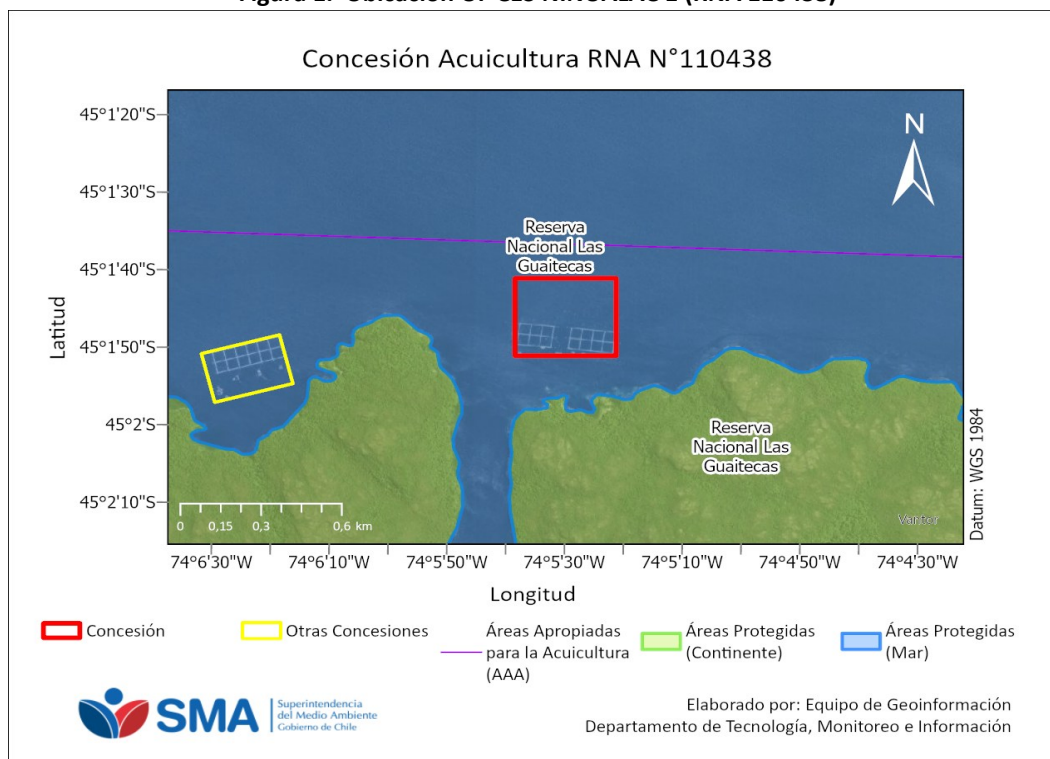 Concesión Acuicultura RNA N°110438
45°1'20"S
45°1'30"S
45°1'40"S
45°1'50"S
45°2'S
45°2'10"S
Latitud
N
Reserva
Nacional Las
Guaitecas
Reserva
Nacional Las
Guaitecas
Datum: WGS 1984
Vantor
0 0,15 0,3 0,6 km
74°6'30"W 74°6'10"W 74°5'50"W 74°5'30"W 74°5'10"W 74°4'50"W 74°4'30"W
Longitud
Concesión
Otras Concesiones
Áreas Apropiadas
para la Acuicultura
(AAA)
Áreas Protegidas
(Continente)
Áreas Protegidas
(Mar)
SMA
Superintendencia
del Medio Ambiente
Gobierno de Chile
Elaborado por: Equipo de Geoinformación
Departamento de Tecnología, Monitoreo e Información